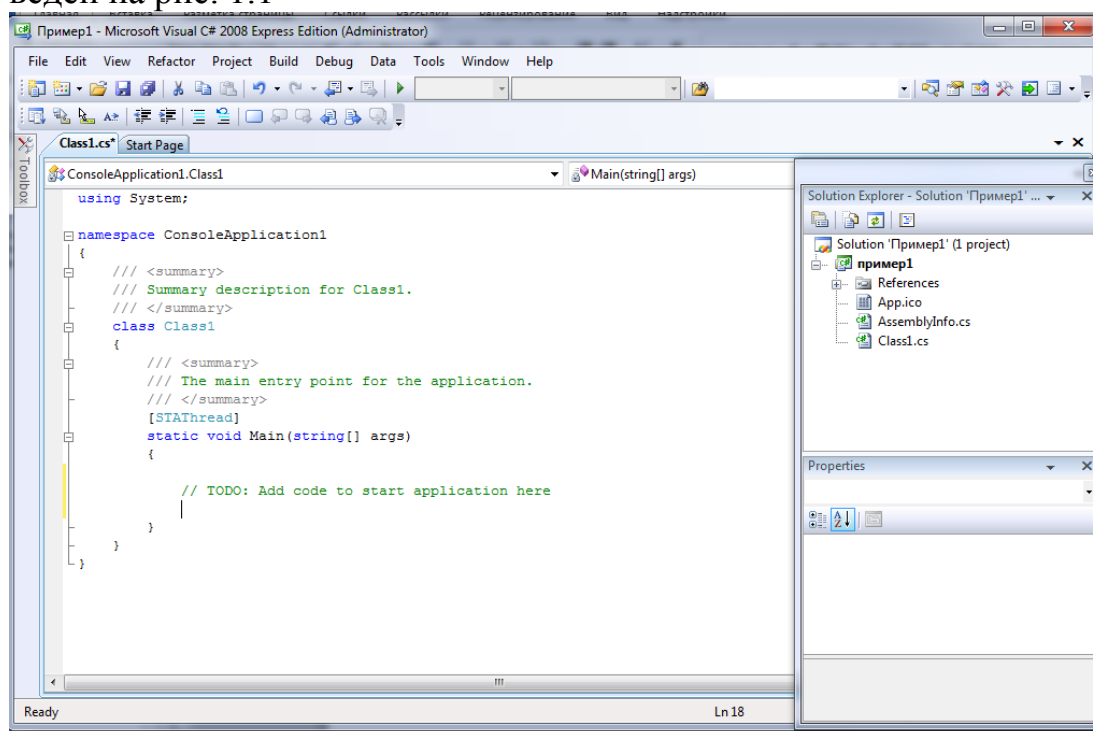 веден на рис. 1.1
Пример1 - Microsoft Visual C# 2008 Express Edition (Administrator)
File Edit View Refactor Project Build Debug Data Tools Window Help
Class1.cs* Start Page
Toolbox
ConsoleApplication1.Class1 Main(string[] args)
using System;
namespace ConsoleApplication1
{
/// <summary>
/// Summary description for Class1.
/// </summary>
class Class1
{
/// <summary>
/// The main entry point for the application.
/// </summary>
[STAThread]
static void Main(string[] args)
{
// TODO: Add code to start application here
}
}
}
Solution Explorer - Solution 'Пример1' ...
Solution 'Пример1' (1 project)
пример1
References
App.ico
AssemblyInfo.cs
Class1.cs
Properties
Ready Ln 18